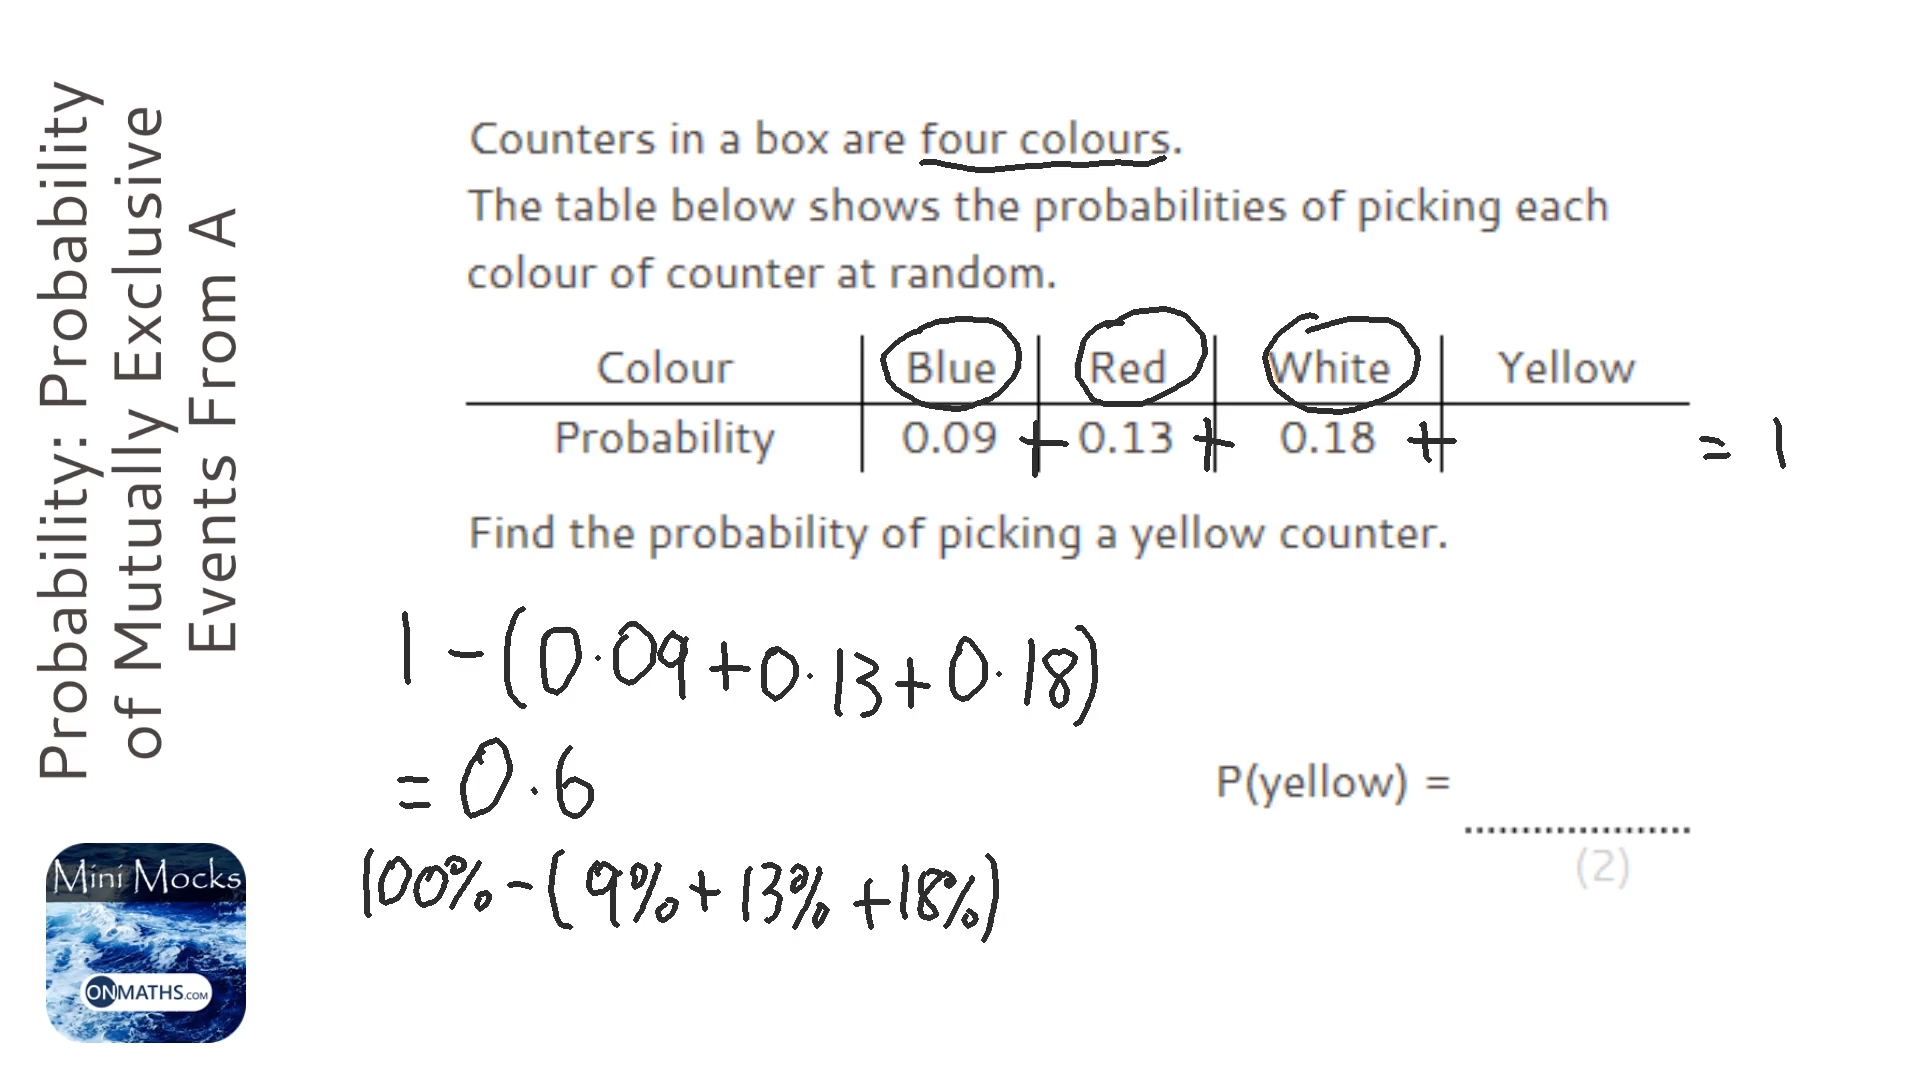 Probability: Probability
of Mutually Exclusive
Events From A
Counters in a box are four colours.
The table below shows the probabilities of picking each
colour of counter at random.
Colour Blue Red White Yellow
Probability 0.09 + 0.13 + 0.18 + = 1
Find the probability of picking a yellow counter.
1 - (0.09 + 0.13 + 0.18)
= 0.6
P(yellow) =
(2)
100% - (9% + 13% + 18%)
Mini Mocks
ONMATHS.COM